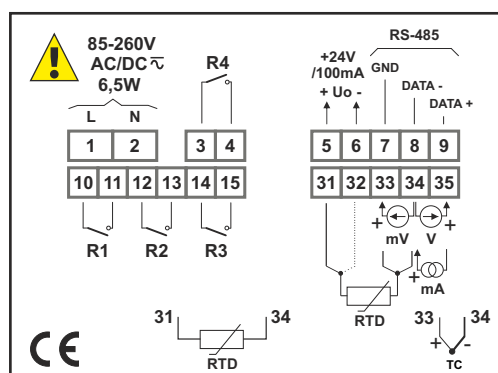 85-260V
AC/DC
6,5W
L N
R4
RS-485
+24V
/100mA
+ Uo -
GND
DATA -
DATA +
1 2 3 4
5 6 7 8 9
10 11 12 13 14 15
31 32 33 34 35
R1 R2 R3
+ mV V +
+ mA
RTD
31 34
RTD
33 34
+ -
TC
CE